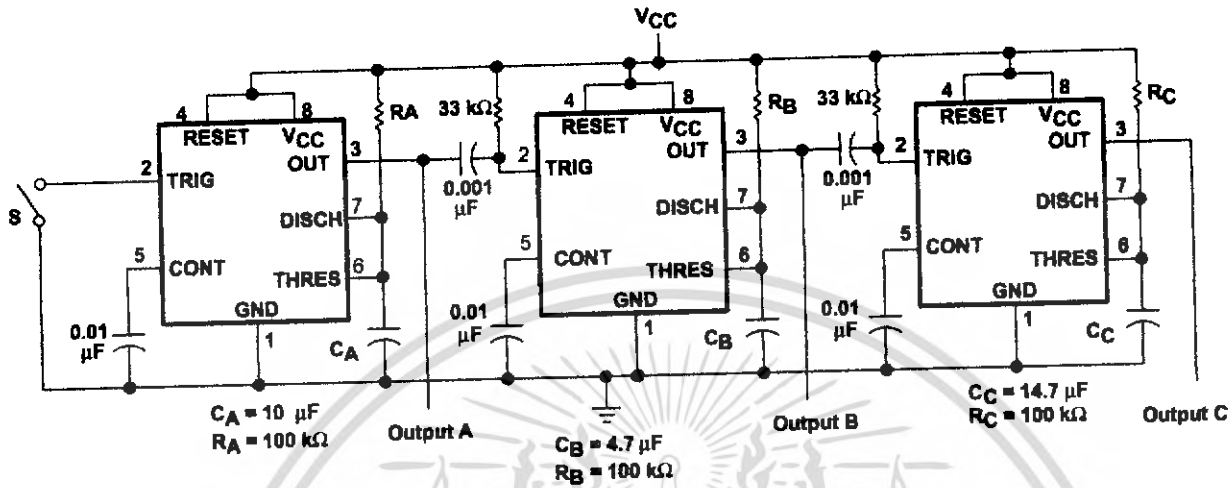 VCC
4
8
RESET
VCC
OUT
3
2
TRIG
S
DISCH
7
5
CONT
THRES
6
GND
1
0.01
µF
RA
CA
33 kΩ
0.001
µF
4
8
RESET
VCC
OUT
3
2
TRIG
DISCH
7
5
CONT
THRES
6
GND
1
0.01
µF
RB
CB
33 kΩ
0.001
µF
4
8
RESET
VCC
OUT
3
2
TRIG
DISCH
7
5
CONT
THRES
6
GND
1
0.01
µF
RC
CC
CA = 10 µF
RA = 100 kΩ
Output A
CB = 4.7 µF
RB = 100 kΩ
Output B
CC = 14.7 µF
RC = 100 kΩ
Output C